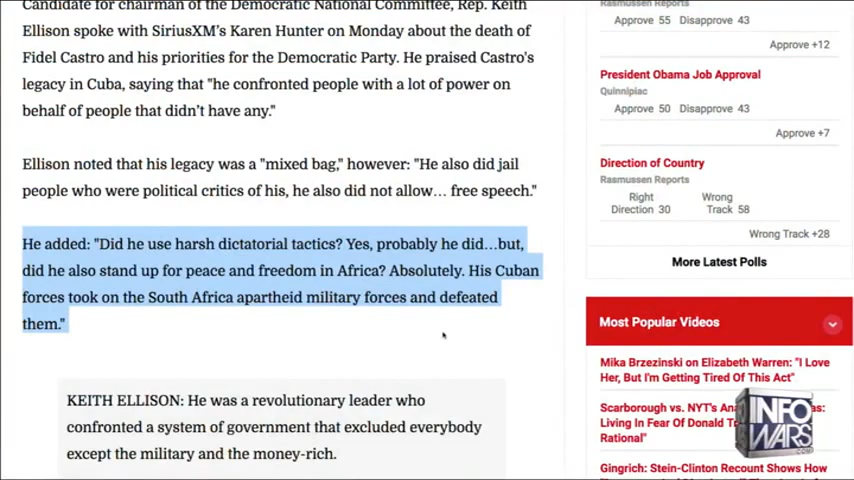 Candidate for chairman of the Democratic National Committee, Rep. Keith
Ellison spoke with SiriusXM's Karen Hunter on Monday about the death of
Fidel Castro and his priorities for the Democratic Party. He praised Castro's
legacy in Cuba, saying that "he confronted people with a lot of power on
behalf of people that didn't have any."
Ellison noted that his legacy was a "mixed bag," however: "He also did jail
people who were political critics of his, he also did not allow… free speech."
He added: "Did he use harsh dictatorial tactics? Yes, probably he did…but,
did he also stand up for peace and freedom in Africa? Absolutely. His Cuban
forces took on the South Africa apartheid military forces and defeated
them."
KEITH ELLISON: He was a revolutionary leader who
confronted a system of government that excluded everybody
except the military and the money-rich.
Rasmussen Reports
Approve 55 Disapprove 43
Approve +12
President Obama Job Approval
Quinnipiac
Approve 50 Disapprove 43
Approve +7
Direction of Country
Rasmussen Reports
Right Wrong
Direction 30 Track 58
Wrong Track +28
More Latest Polls
Most Popular Videos
Mika Brzezinski on Elizabeth Warren: "I Love
Her, But I'm Getting Tired Of This Act"
Scarborough vs. NYT's as:
Living In Fear Of Donald
Rational"
Gingrich: Stein-Clinton Recount Shows How
INFO
WARS
.COM